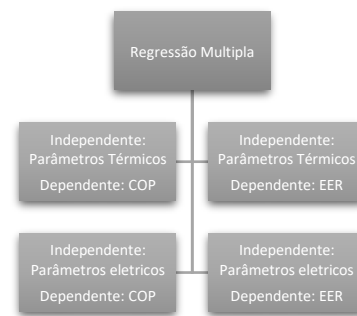 Regressão Multipla
Independente:
Parâmetros Térmicos
Dependente: COP
Independente:
Parâmetros Térmicos
Dependente: EER
Independente:
Parâmetros eletricos
Dependente: COP
Independente:
Parâmetros eletricos
Dependente: EER